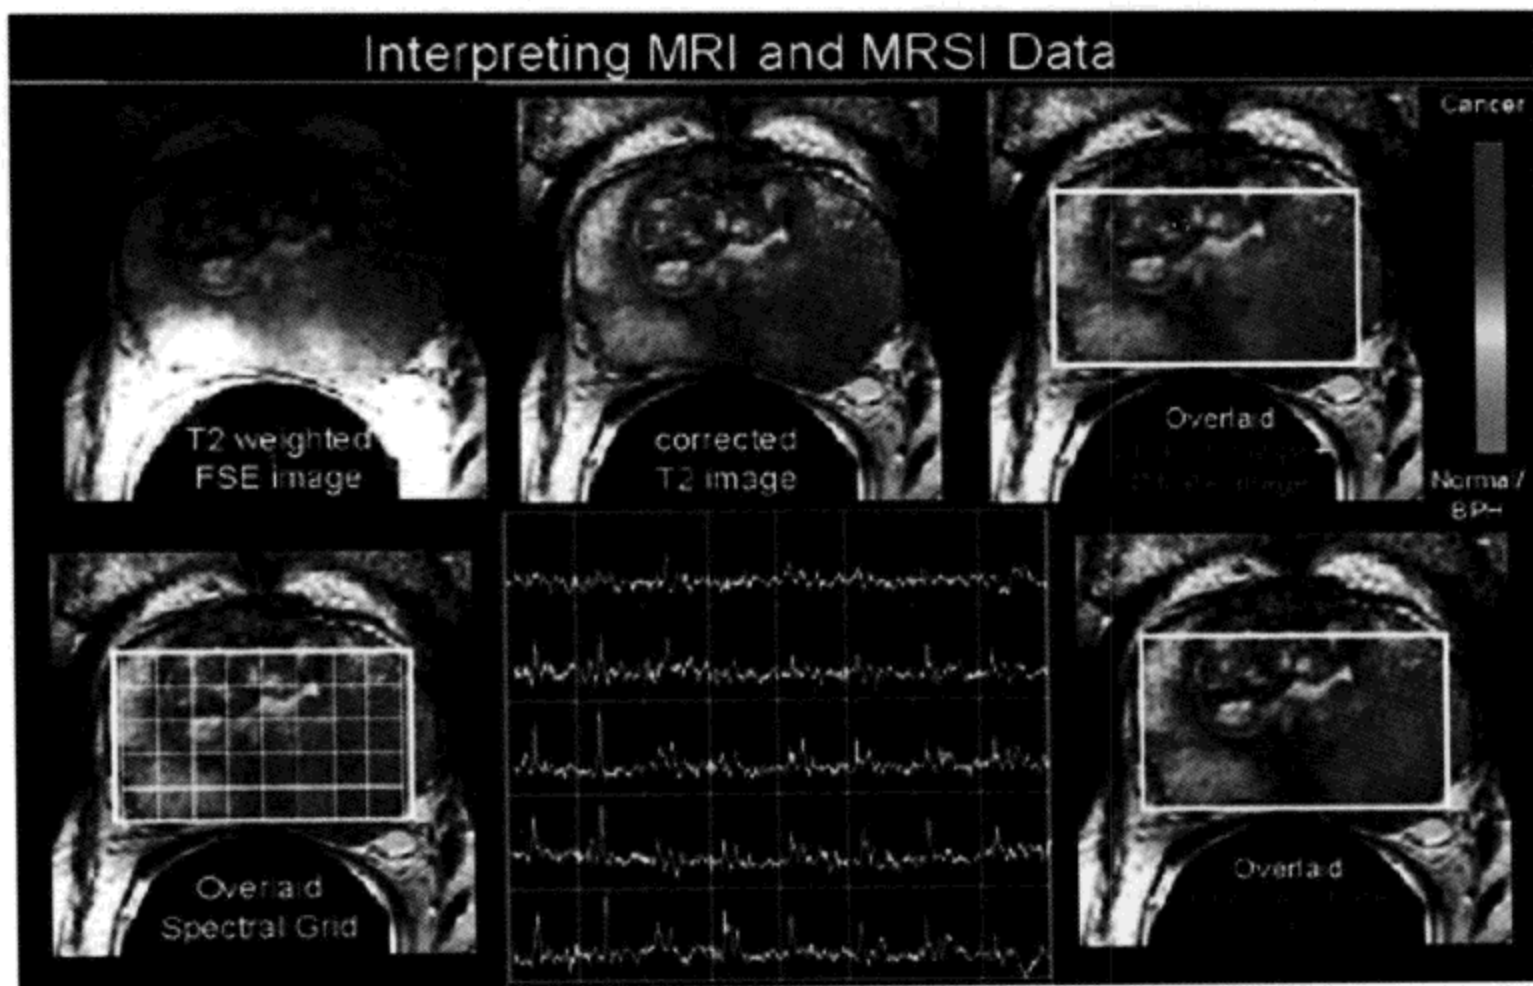 Interpreting MRI and MRSI Data
T2 weighted
FSE image
corrected
T2 image
Overlaid
image
Cancer
Normal/
BPH
Overlaid
Spectral Grid
Overlaid